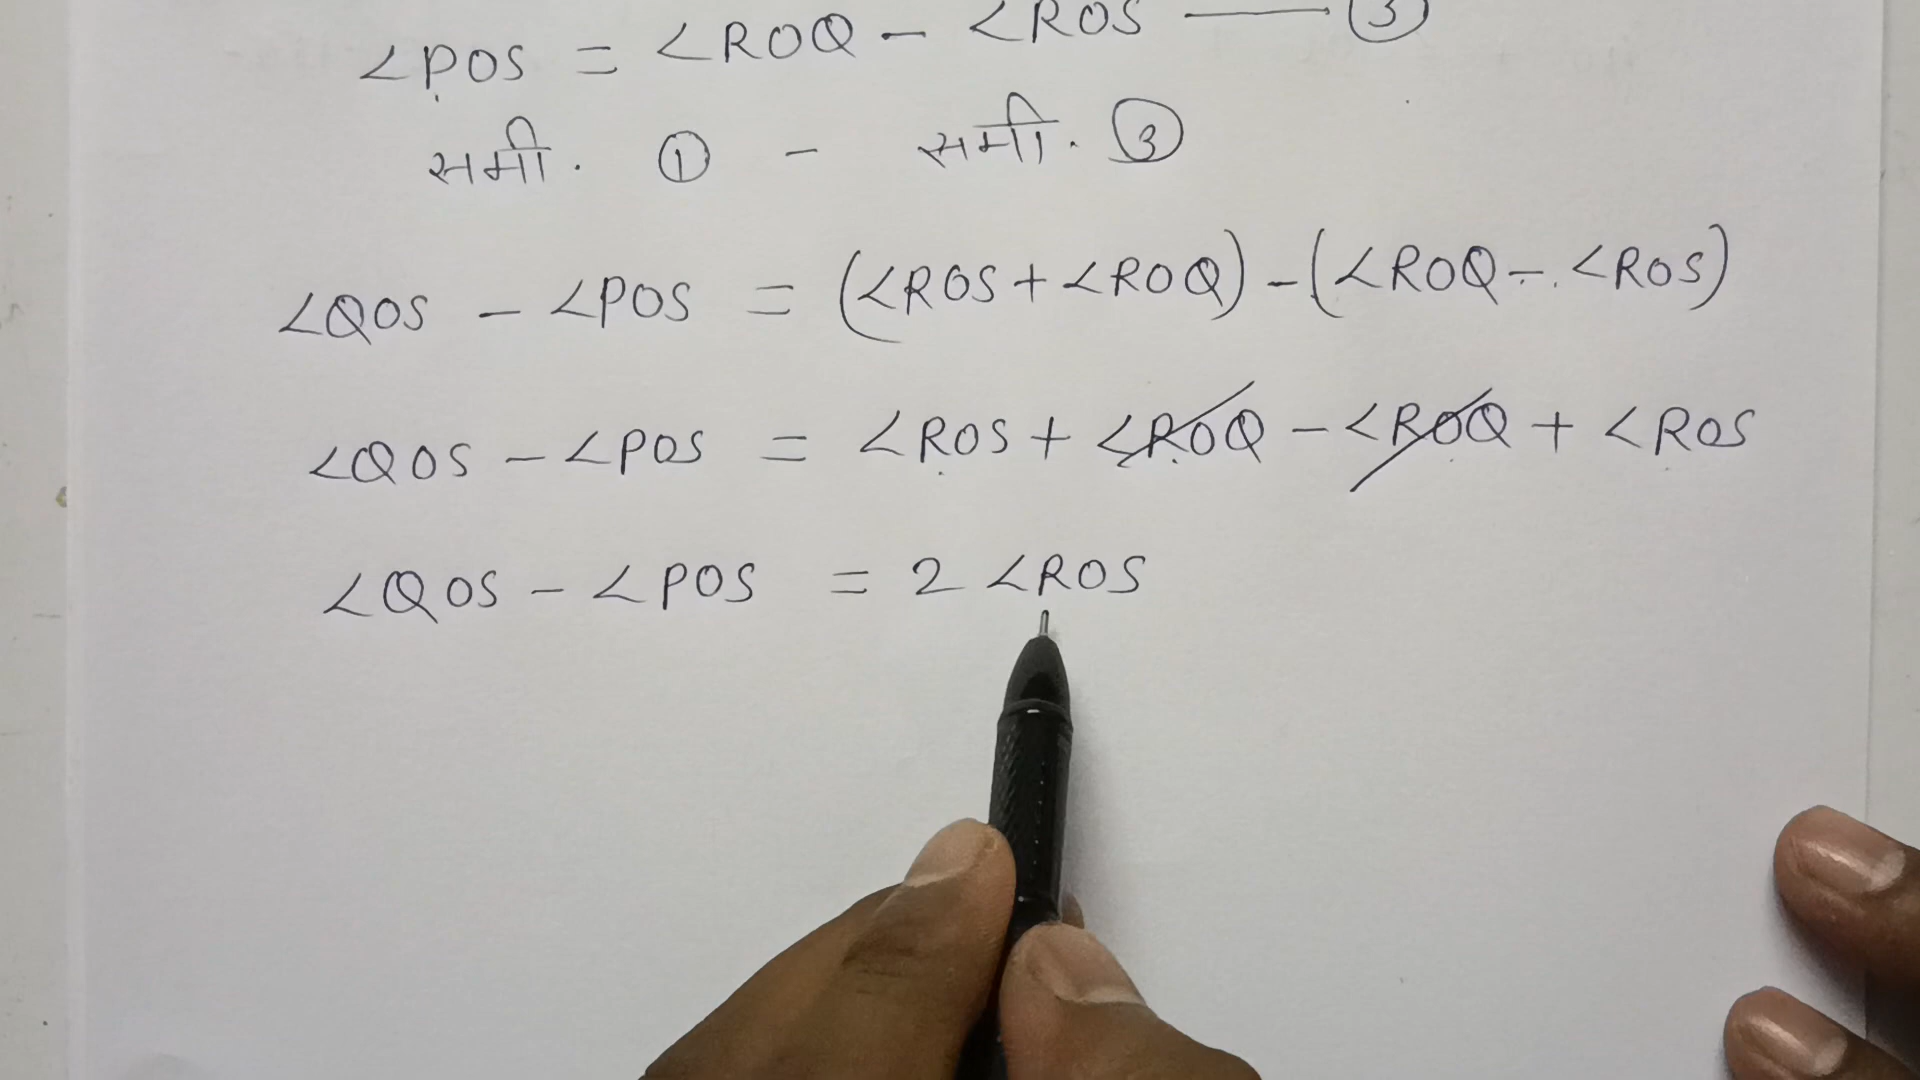 ∠POS = ∠ROQ - ∠ROS —— ③
समी. ① - समी. ③
∠QOS - ∠POS = (∠ROS + ∠ROQ) - (∠ROQ - ∠ROS)
∠QOS - ∠POS = ∠ROS + ∠ROQ - ∠ROQ + ∠ROS
∠QOS - ∠POS = 2 ∠ROS